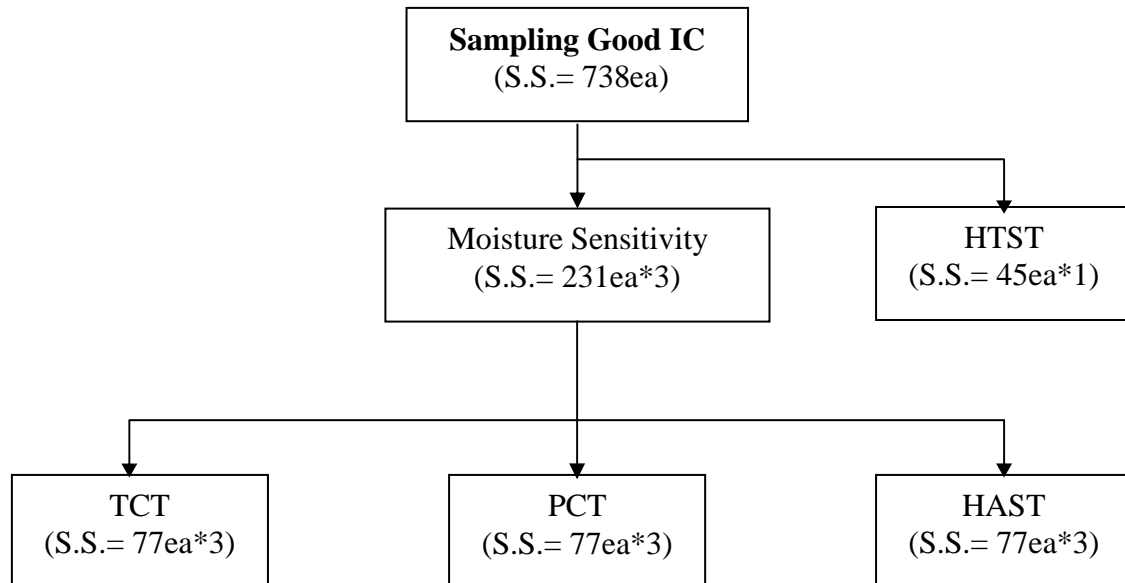 Sampling Good IC
(S.S.= 738ea)
Moisture Sensitivity
(S.S.= 231ea*3)
HTST
(S.S.= 45ea*1)
TCT
(S.S.= 77ea*3)
PCT
(S.S.= 77ea*3)
HAST
(S.S.= 77ea*3)